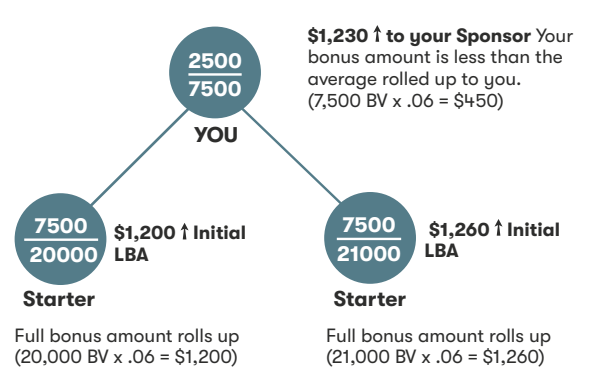 2500
7500
YOU
$1,230 ↑ to your Sponsor Your
bonus amount is less than the
average rolled up to you.
(7,500 BV x .06 = $450)
7500
20000
$1,200 ↑ Initial
LBA
Starter
Full bonus amount rolls up
(20,000 BV x .06 = $1,200)
7500
21000
$1,260 ↑ Initial
LBA
Starter
Full bonus amount rolls up
(21,000 BV x .06 = $1,260)